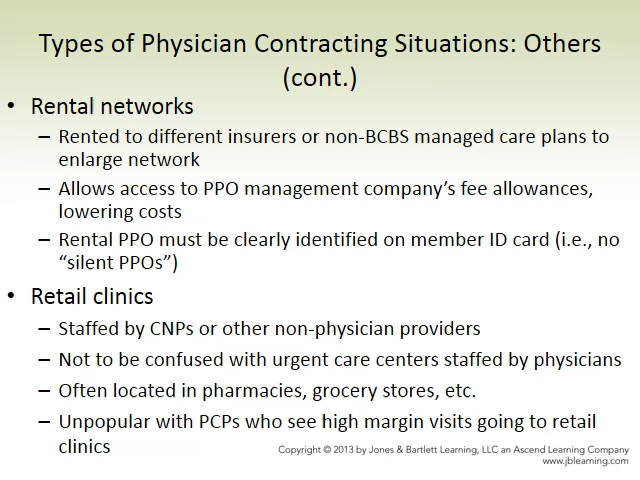 Types of Physician Contracting Situations: Others
(cont.)
• Rental networks
– Rented to different insurers or non-BCBS managed care plans to
enlarge network
– Allows access to PPO management company’s fee allowances,
lowering costs
– Rental PPO must be clearly identified on member ID card (i.e., no
“silent PPOs”)
• Retail clinics
– Staffed by CNPs or other non-physician providers
– Not to be confused with urgent care centers staffed by physicians
– Often located in pharmacies, grocery stores, etc.
– Unpopular with PCPs who see high margin visits going to retail
clinics
Copyright © 2013 by Jones & Bartlett Learning, LLC an Ascend Learning Company
www.jblearning.com